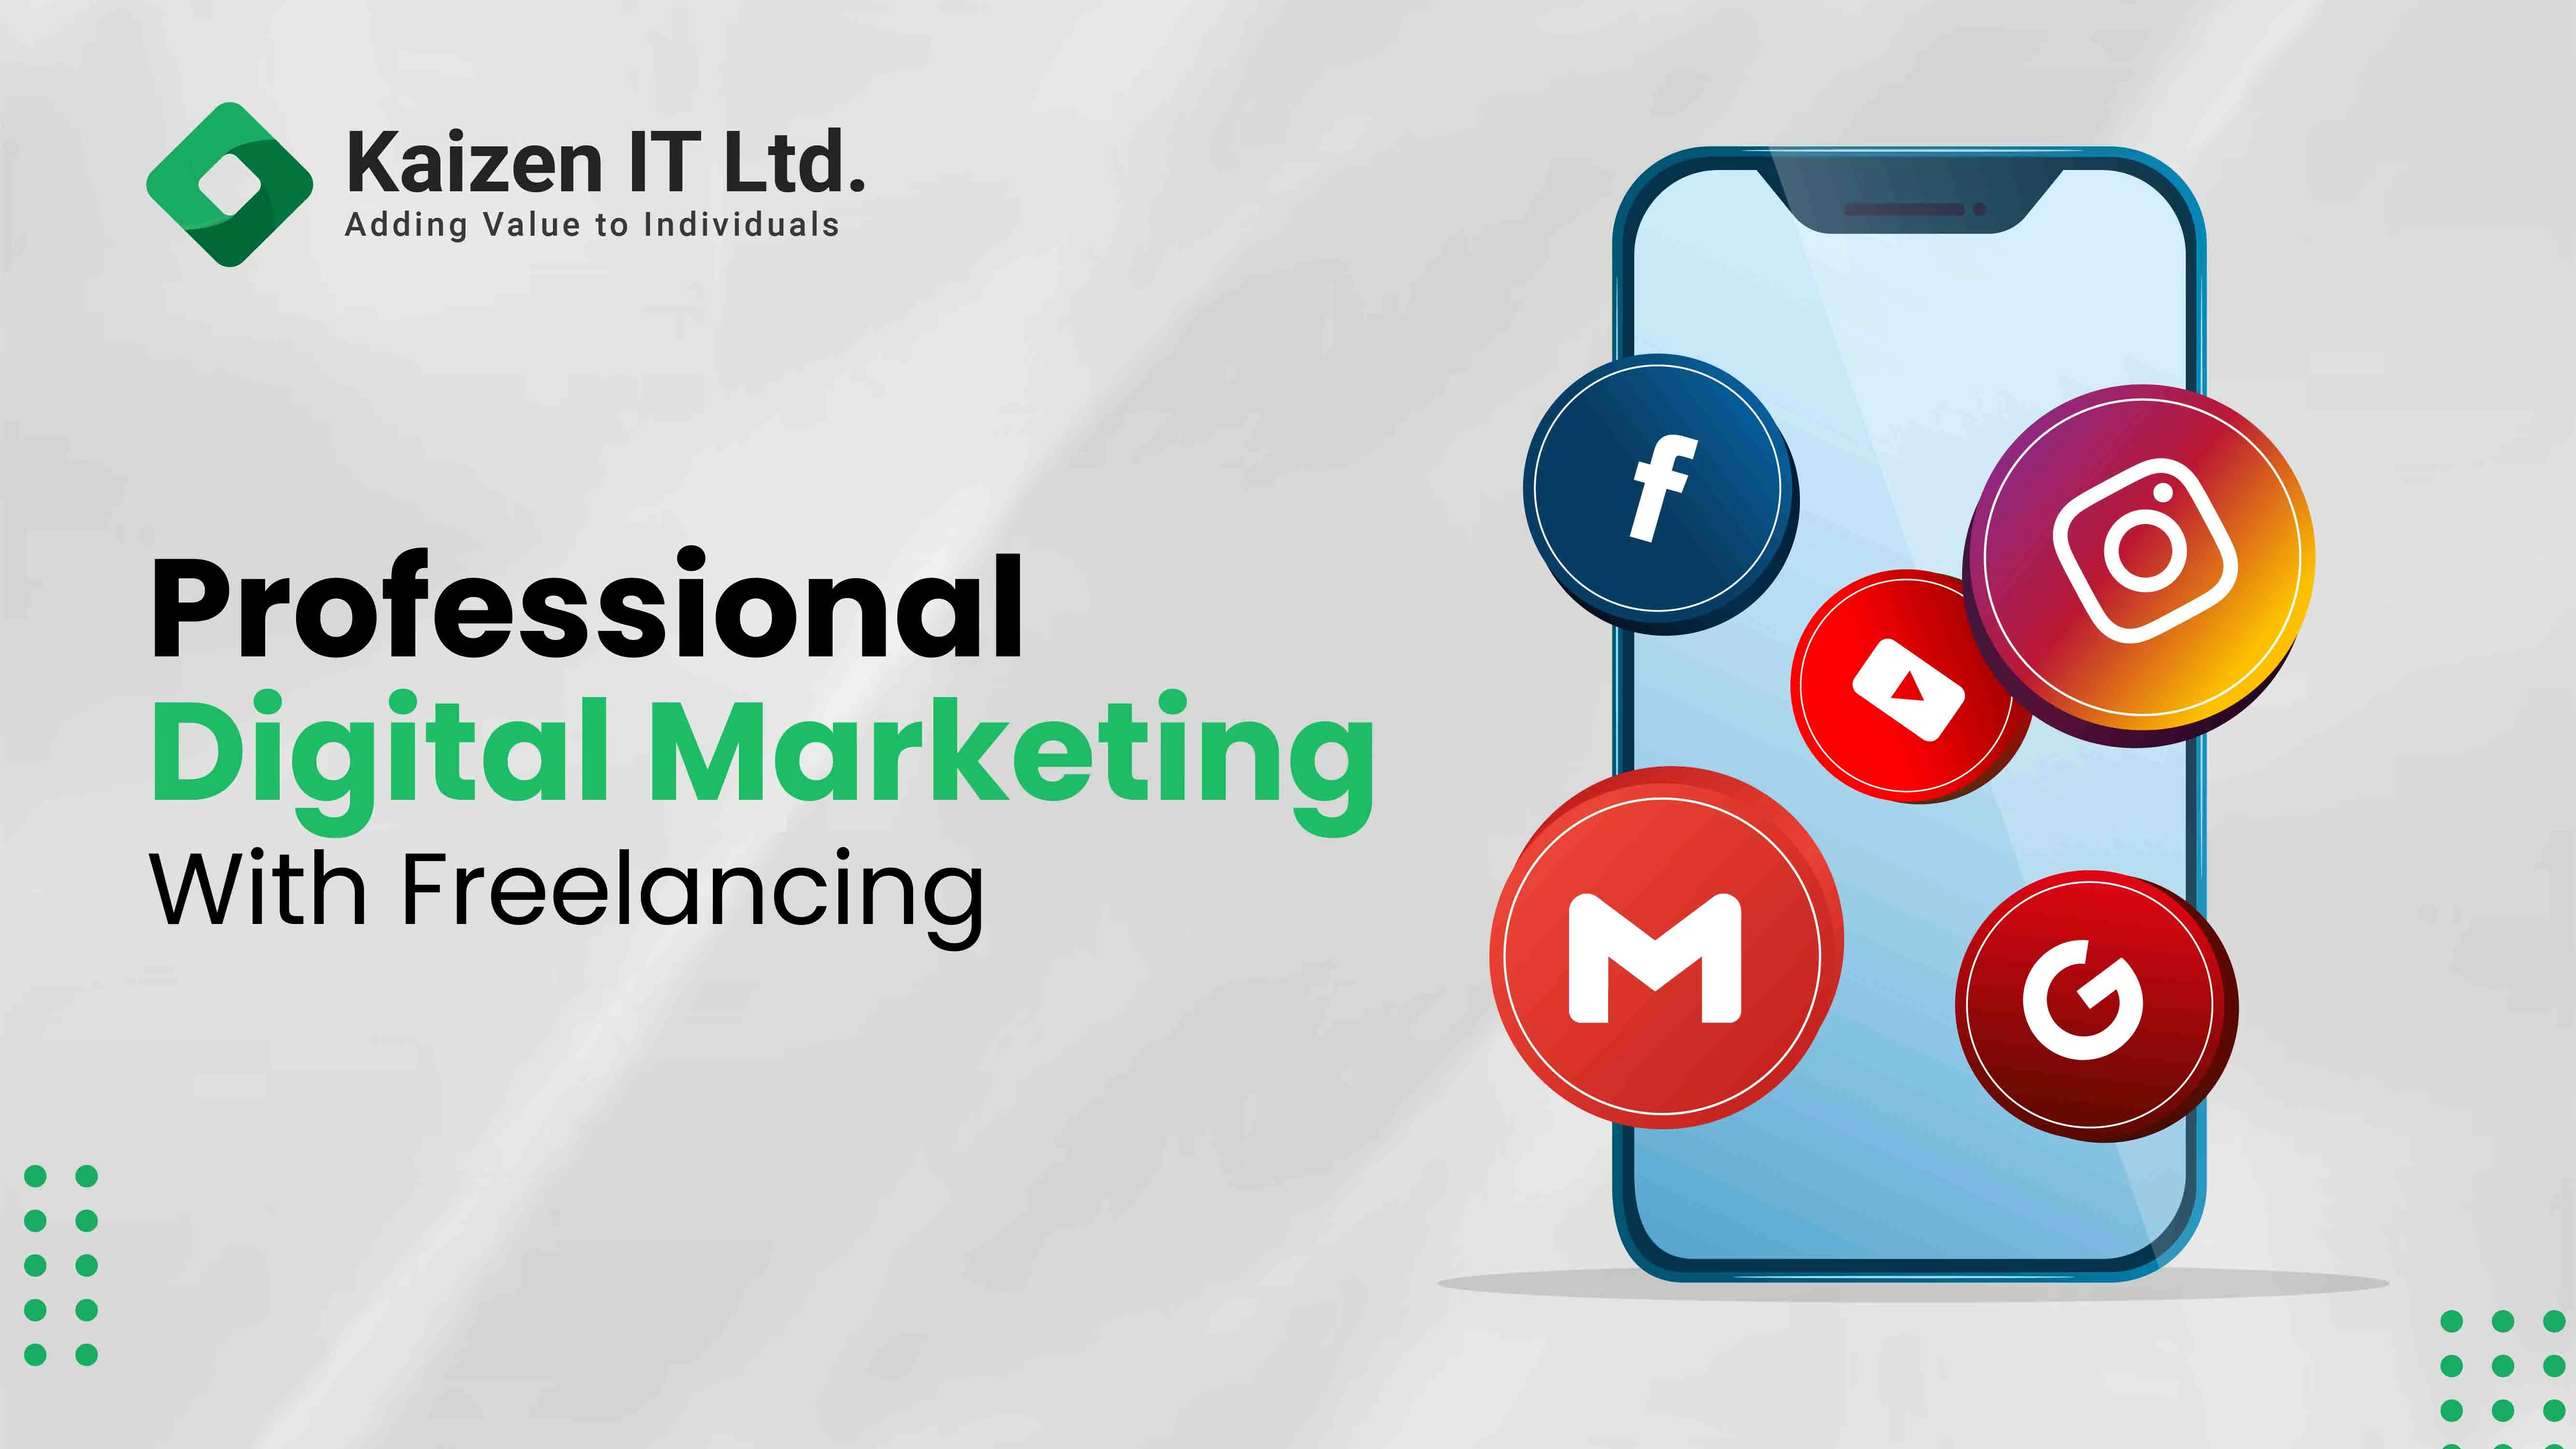 Kaizen IT Ltd.
Adding Value to Individuals
Professional
Digital Marketing
With Freelancing